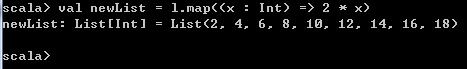 scala> val newList = l.map((x : Int) => 2 * x)
newList: List[Int] = List(2, 4, 6, 8, 10, 12, 14, 16, 18)
scala>